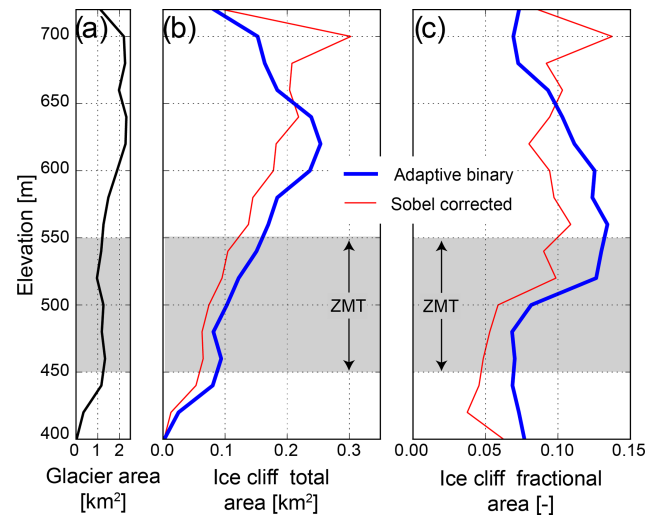 (a)
(b)
(c)
700
650
600
550
500
450
400
Elevation [m]
Adaptive binary
Sobel corrected
ZMT
ZMT
0 1 2
0.0 0.1 0.2 0.3
0.00 0.05 0.10 0.15
Glacier area
[km²]
Ice cliff total
area [km²]
Ice cliff fractional
area [-]